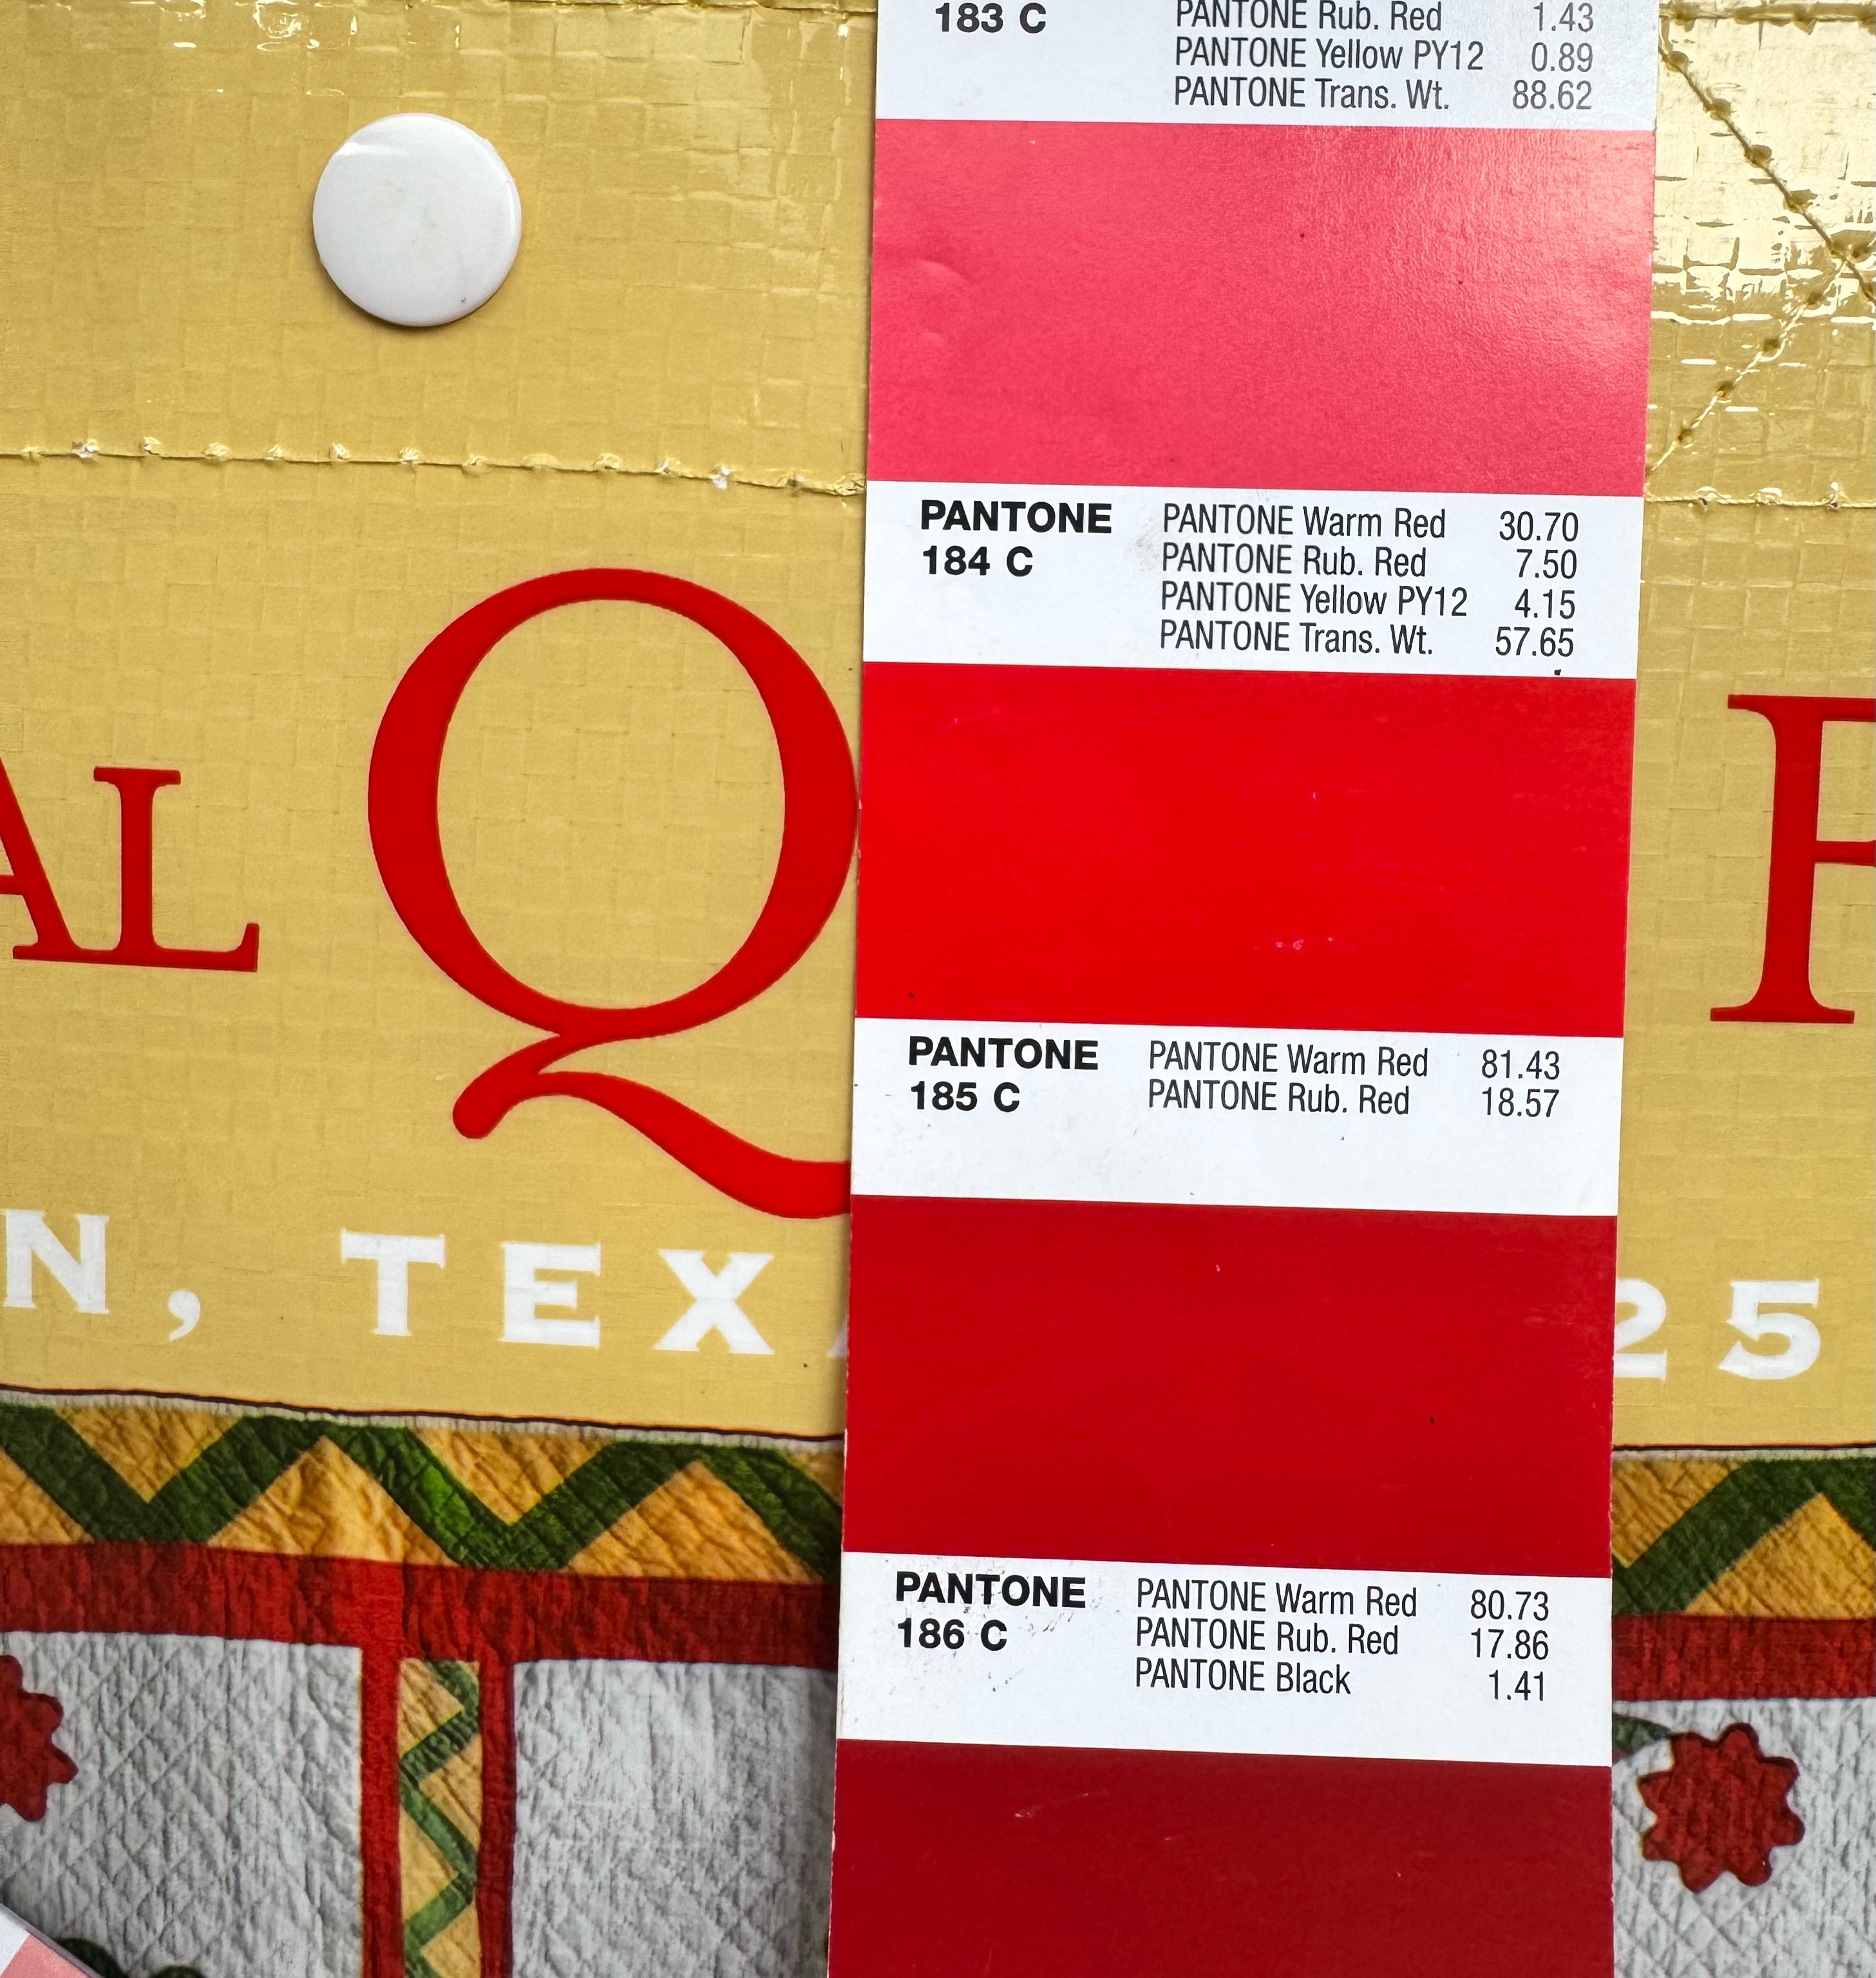 183 C PANTONE Rub. Red 1.43
PANTONE Yellow PY12 0.89
PANTONE Trans. Wt. 88.62
PANTONE PANTONE Warm Red 30.70
184 C PANTONE Rub. Red 7.50
PANTONE Yellow PY12 4.15
PANTONE Trans. Wt. 57.65
AL Q
PANTONE PANTONE Warm Red 81.43
185 C PANTONE Rub. Red 18.57
N, TEX 25
PANTONE PANTONE Warm Red 80.73
186 C PANTONE Rub. Red 17.86
PANTONE Black 1.41